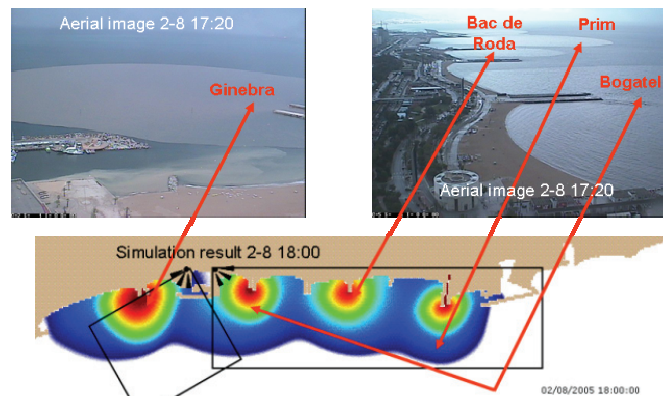 Aerial image 2-8 17:20
Ginebra
Bac de
Roda
Prim
Bogatel
Aerial image 2-8 17:20
Simulation result 2-8 18:00
02/08/2005 18:00:00